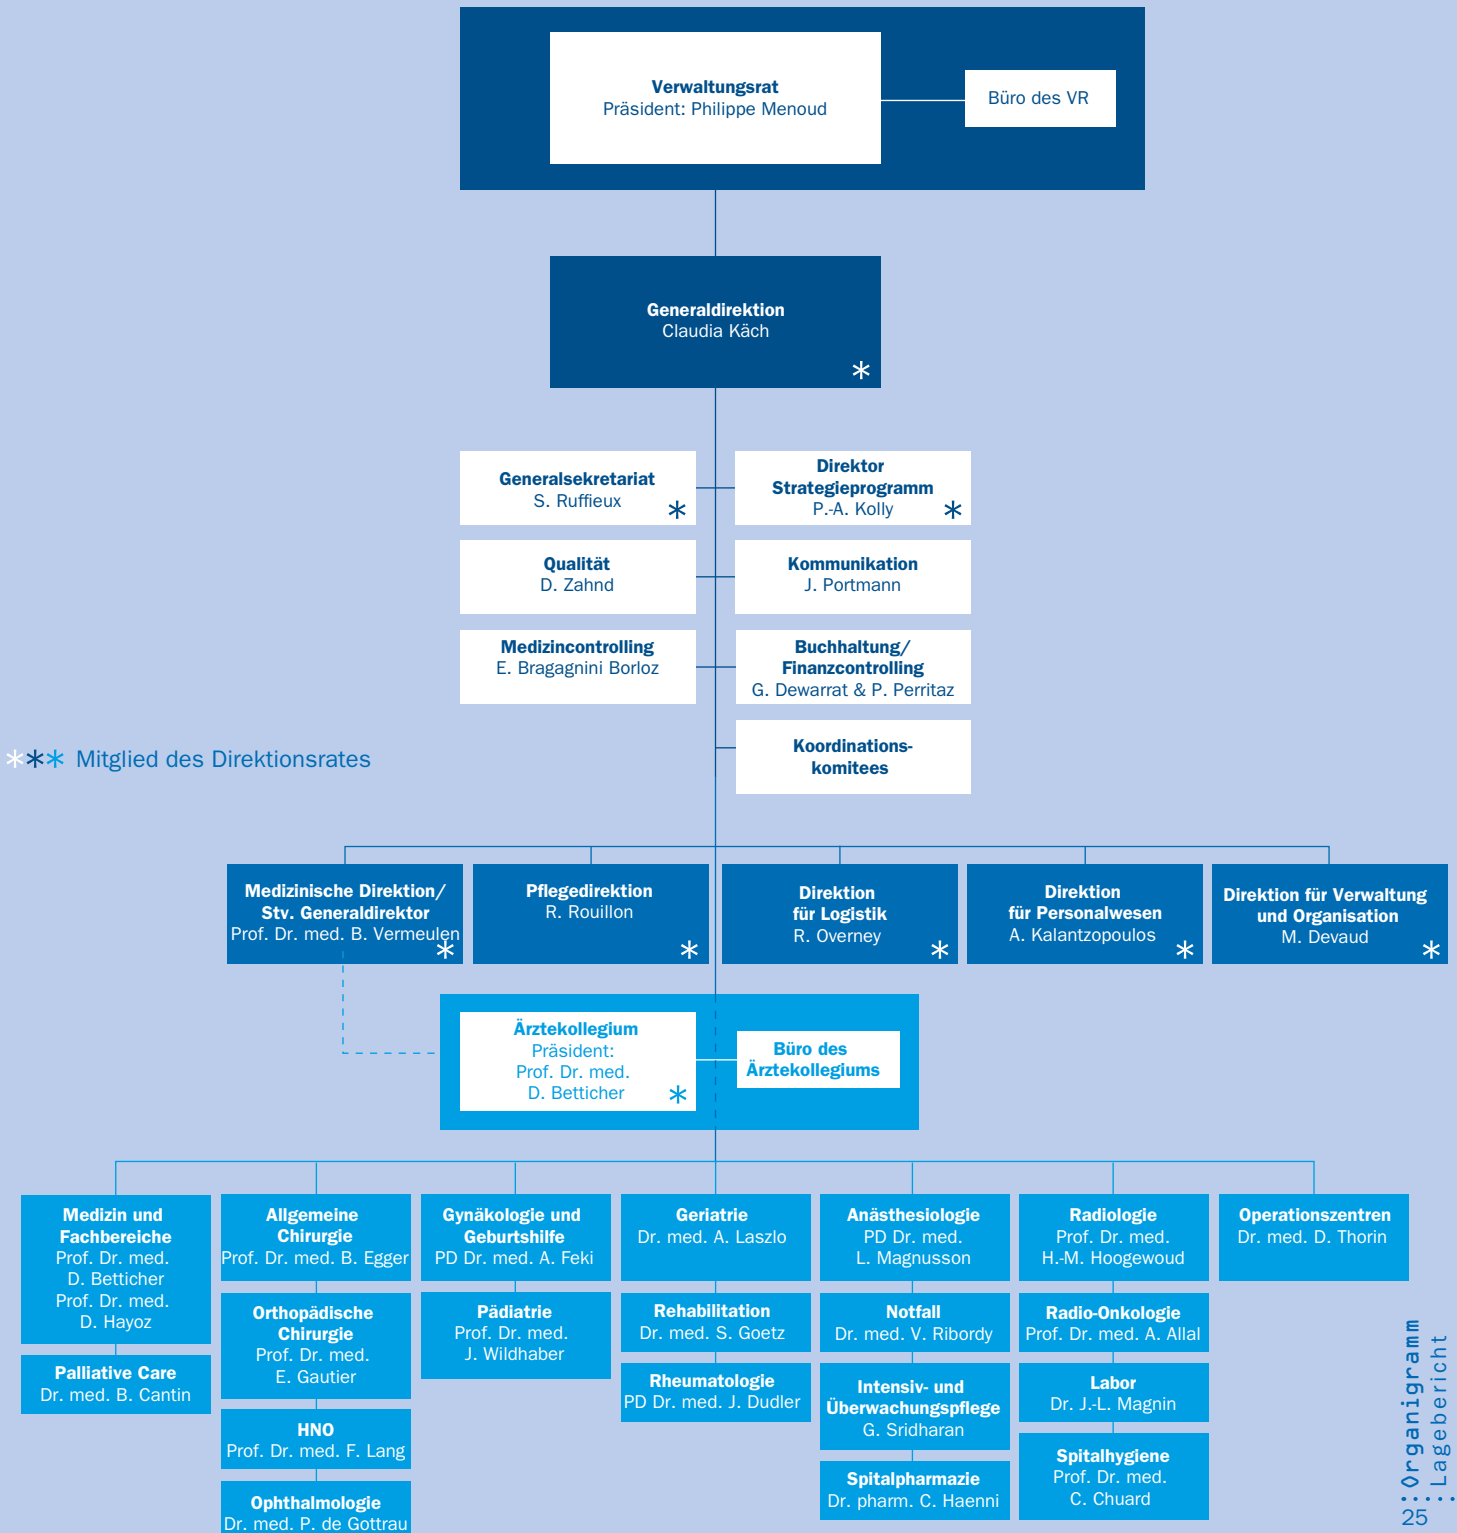 Verwaltungsrat
Präsident: Philippe Menoud
Büro des VR
Generaldirektion
Claudia Käch
*
Generalsekretariat
S. Ruffieux
*
Direktor
Strategieprogramm
P.-A. Kolly
*
Qualität
D. Zahnd
Kommunikation
J. Portmann
Medizincontrolling
E. Bragagnini Borloz
Buchhaltung/
Finanzcontrolling
G. Dewarrat & P. Perritaz
Koordinations-
komitees
*** Mitglied des Direktionsrates
Medizinische Direktion/
Stv. Generaldirektor
Prof. Dr. med. B. Vermeulen
*
Pflegedirektion
R. Rouillon
*
Direktion
für Logistik
R. Overney
*
Direktion
für Personalwesen
A. Kalantzopoulos
*
Direktion für Verwaltung
und Organisation
M. Devaud
*
Ärztekollegium
Präsident:
Prof. Dr. med.
D. Betticher
*
Büro des
Ärztekollegiums
Medizin und
Fachbereiche
Prof. Dr. med.
D. Betticher
Prof. Dr. med.
D. Hayoz
Palliative Care
Dr. med. B. Cantin
Allgemeine
Chirurgie
Prof. Dr. med. B. Egger
Orthopädische
Chirurgie
Prof. Dr. med.
E. Gautier
HNO
Prof. Dr. med. F. Lang
Ophthalmologie
Dr. med. P. de Gottrau
Gynäkologie und
Geburtshilfe
PD Dr. med. A. Feki
Pädiatrie
Prof. Dr. med.
J. Wildhaber
Geriatrie
Dr. med. A. Laszlo
Rehabilitation
Dr. med. S. Goetz
Rheumatologie
PD Dr. med. J. Dudler
Anästhesiologie
PD Dr. med.
L. Magnusson
Notfall
Dr. med. V. Ribordy
Intensiv- und
Überwachungspflege
G. Sridharan
Spitalpharmazie
Dr. pharm. C. Haenni
Radiologie
Prof. Dr. med.
H.-M. Hoogewoud
Radio-Onkologie
Prof. Dr. med. A. Allal
Labor
Dr. J.-L. Magnin
Spitalhygiene
Prof. Dr. med.
C. Chuard
Operationszentren
Dr. med. D. Thorin
Organigramm
Lagebericht
25